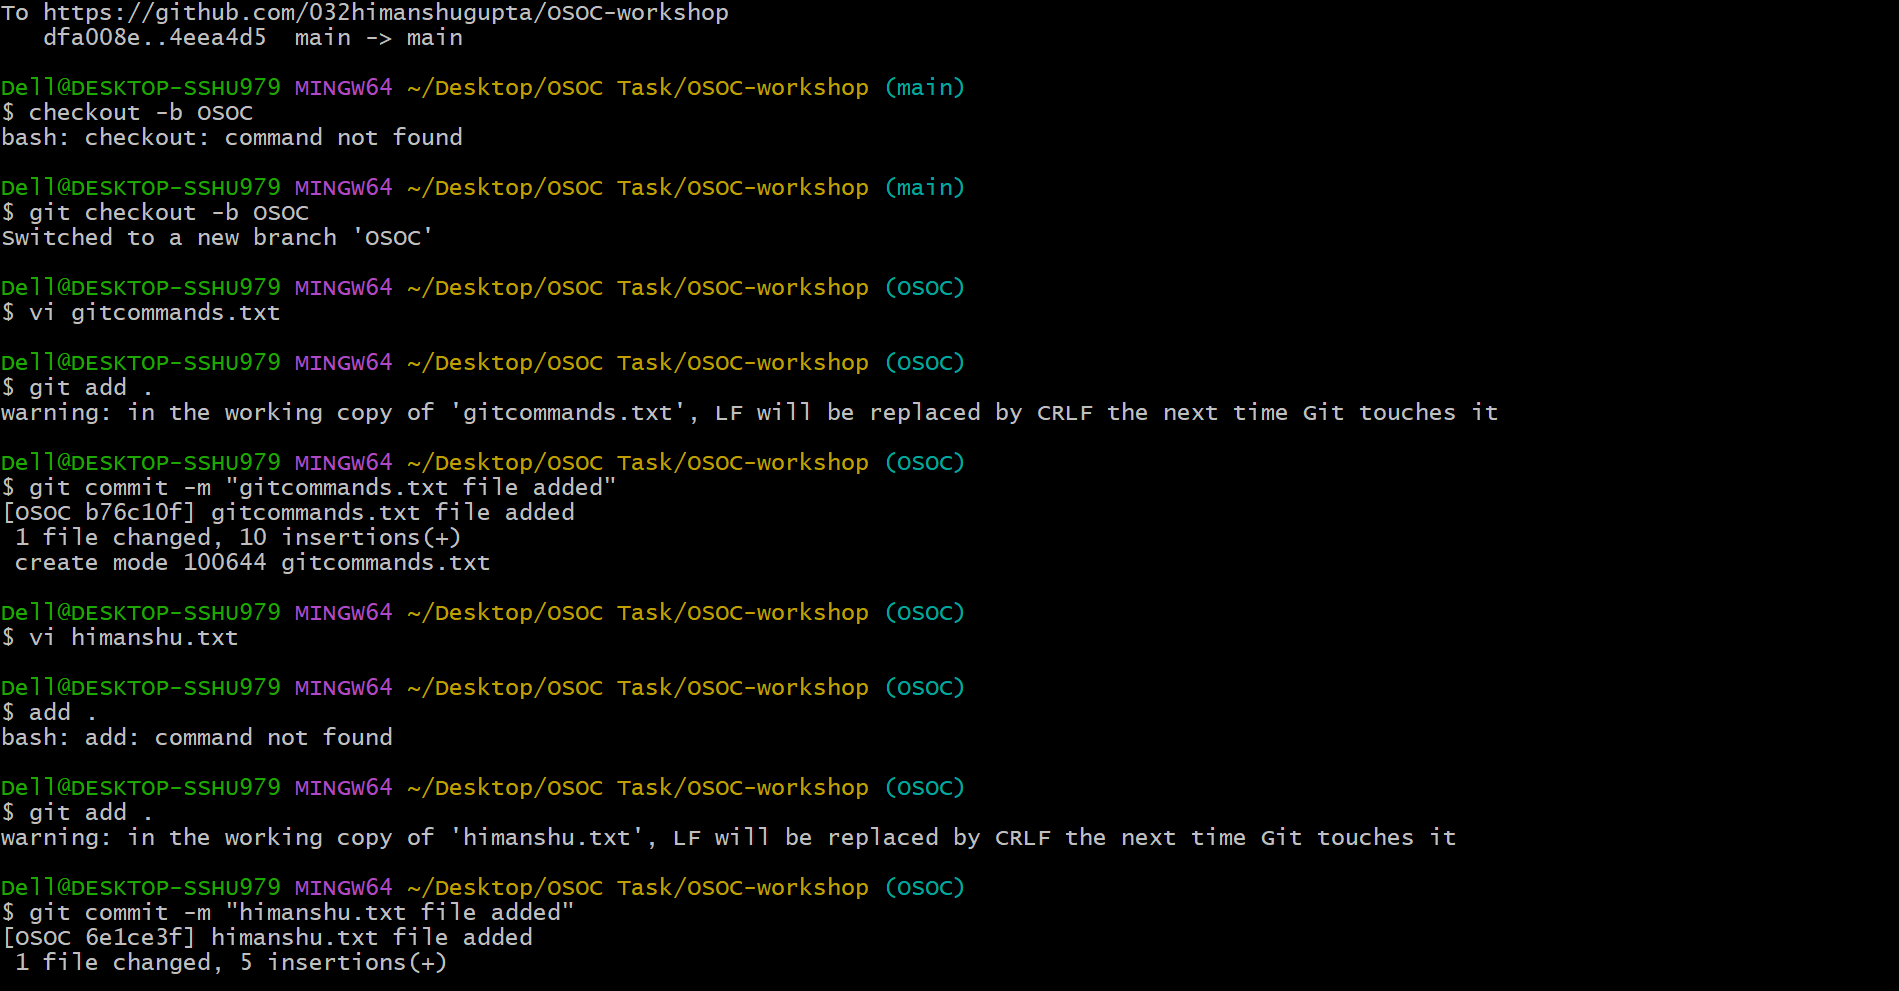 To https://github.com/032himanshugupta/OSOC-workshop
   dfa008e..4eea4d5  main -> main

Dell@DESKTOP-SSHU979 MINGW64 ~/Desktop/OSOC Task/OSOC-workshop (main)
$ checkout -b OSOC
bash: checkout: command not found

Dell@DESKTOP-SSHU979 MINGW64 ~/Desktop/OSOC Task/OSOC-workshop (main)
$ git checkout -b OSOC
Switched to a new branch 'OSOC'

Dell@DESKTOP-SSHU979 MINGW64 ~/Desktop/OSOC Task/OSOC-workshop (OSOC)
$ vi gitcommands.txt

Dell@DESKTOP-SSHU979 MINGW64 ~/Desktop/OSOC Task/OSOC-workshop (OSOC)
$ git add .
warning: in the working copy of 'gitcommands.txt', LF will be replaced by CRLF the next time Git touches it

Dell@DESKTOP-SSHU979 MINGW64 ~/Desktop/OSOC Task/OSOC-workshop (OSOC)
$ git commit -m "gitcommands.txt file added"
[OSOC b76c10f] gitcommands.txt file added
 1 file changed, 10 insertions(+)
 create mode 100644 gitcommands.txt

Dell@DESKTOP-SSHU979 MINGW64 ~/Desktop/OSOC Task/OSOC-workshop (OSOC)
$ vi himanshu.txt

Dell@DESKTOP-SSHU979 MINGW64 ~/Desktop/OSOC Task/OSOC-workshop (OSOC)
$ add .
bash: add: command not found

Dell@DESKTOP-SSHU979 MINGW64 ~/Desktop/OSOC Task/OSOC-workshop (OSOC)
$ git add .
warning: in the working copy of 'himanshu.txt', LF will be replaced by CRLF the next time Git touches it

Dell@DESKTOP-SSHU979 MINGW64 ~/Desktop/OSOC Task/OSOC-workshop (OSOC)
$ git commit -m "himanshu.txt file added"
[OSOC 6e1ce3f] himanshu.txt file added
 1 file changed, 5 insertions(+)